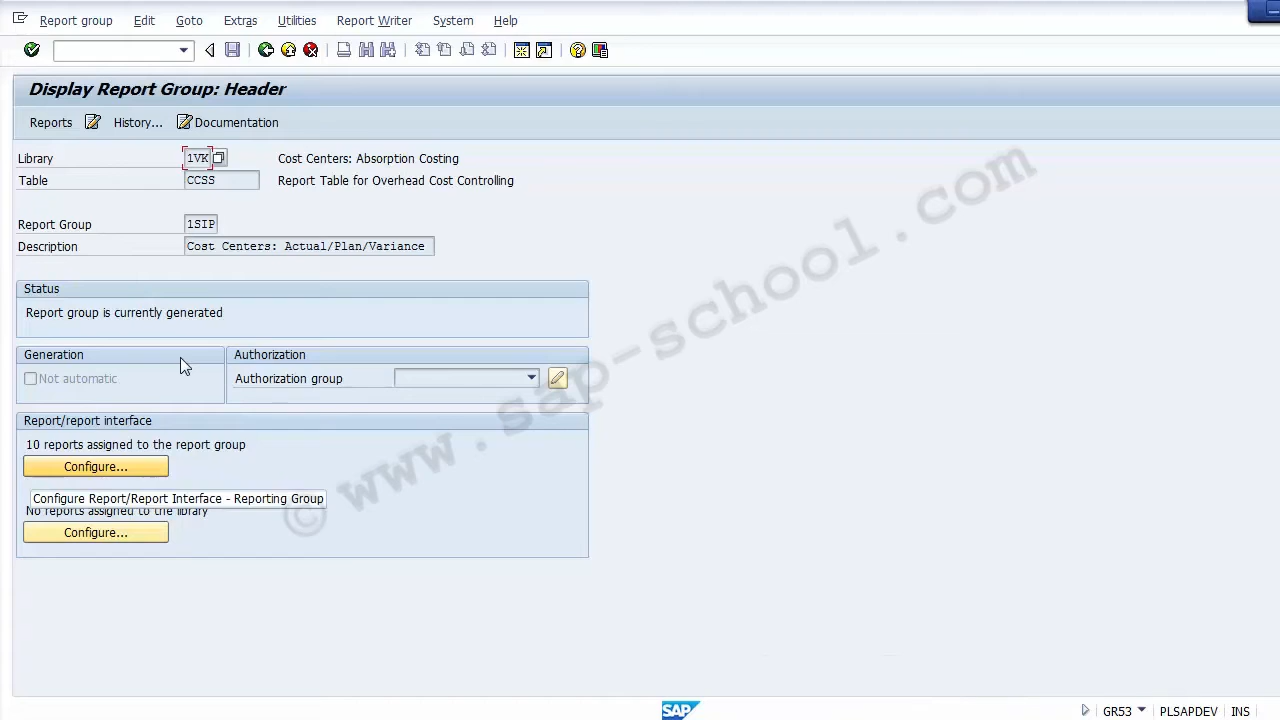 Report group Edit Goto Extras Utilities Report Writer System Help
Display Report Group: Header
Reports History... Documentation
Library 1VK Cost Centers: Absorption Costing
Table CCSS Report Table for Overhead Cost Controlling
Report Group 1SIP
Description Cost Centers: Actual/Plan/Variance
Status
Report group is currently generated
Generation Authorization
Not automatic Authorization group
Report/report interface
10 reports assigned to the report group
Configure...
Configure Report/Report Interface - Reporting Group
No reports assigned to the library
Configure...
© www.sap-school.com
SAP GR53 PLSAPDEV INS